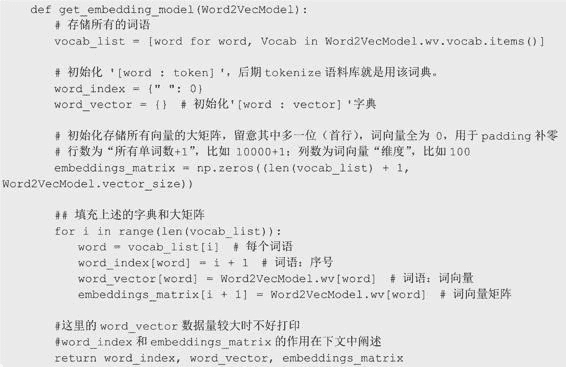 def get_embedding_model(Word2VecModel):
# 存储所有的词语
vocab_list = [word for word, Vocab in Word2VecModel.wv.vocab.items()]
# 初始化 '[word : token]'，后期 tokenize 语料库就是用该词典。
word_index = {" ": 0}
word_vector = {} # 初始化'[word : vector]'字典
# 初始化存储所有向量的大矩阵，留意其中多一位（首行），词向量全为 0，用于 padding 补零
# 行数为“所有单词数+1”，比如 10000+1；列数为词向量“维度”，比如100
embeddings_matrix = np.zeros((len(vocab_list) + 1,
Word2VecModel.vector_size))
## 填充上述的字典和大矩阵
for i in range(len(vocab_list)):
word = vocab_list[i] # 每个词语
word_index[word] = i + 1 # 词语：序号
word_vector[word] = Word2VecModel.wv[word] # 词语：词向量
embeddings_matrix[i + 1] = Word2VecModel.wv[word] # 词向量矩阵
#这里的 word_vector 数据量较大时不好打印
#word_index 和 embeddings_matrix 的作用在下文中阐述
return word_index, word_vector, embeddings_matrix